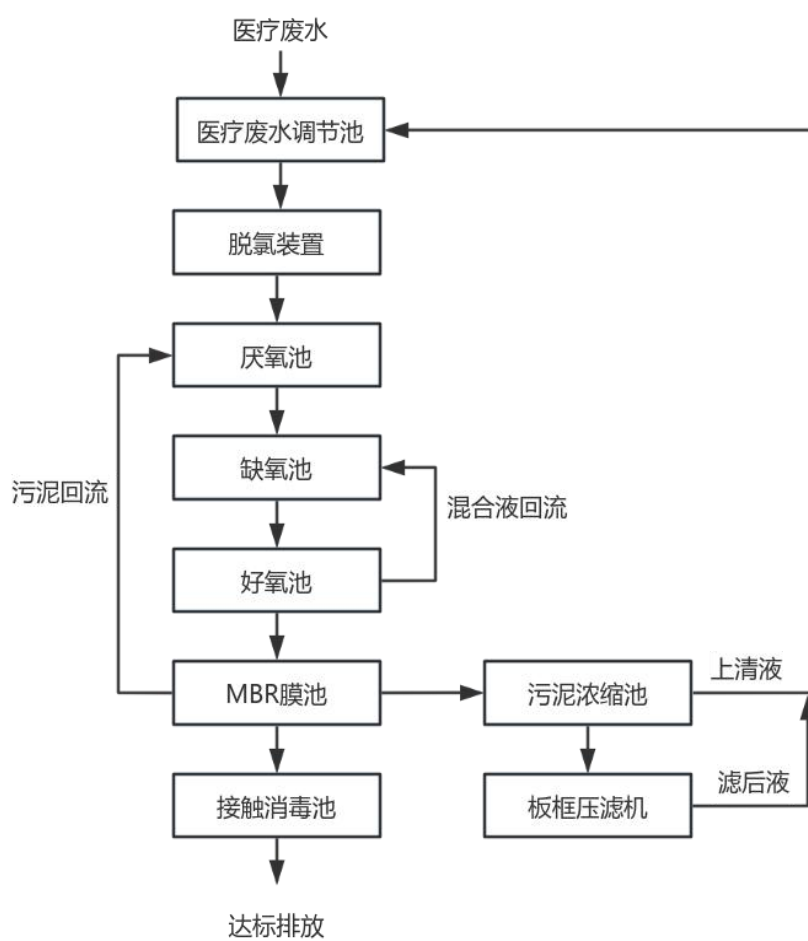 医疗废水
医疗废水调节池
脱氯装置
厌氧池
缺氧池
污泥回流
混合液回流
好氧池
MBR膜池
污泥浓缩池
上清液
接触消毒池
板框压滤机
滤后液
达标排放